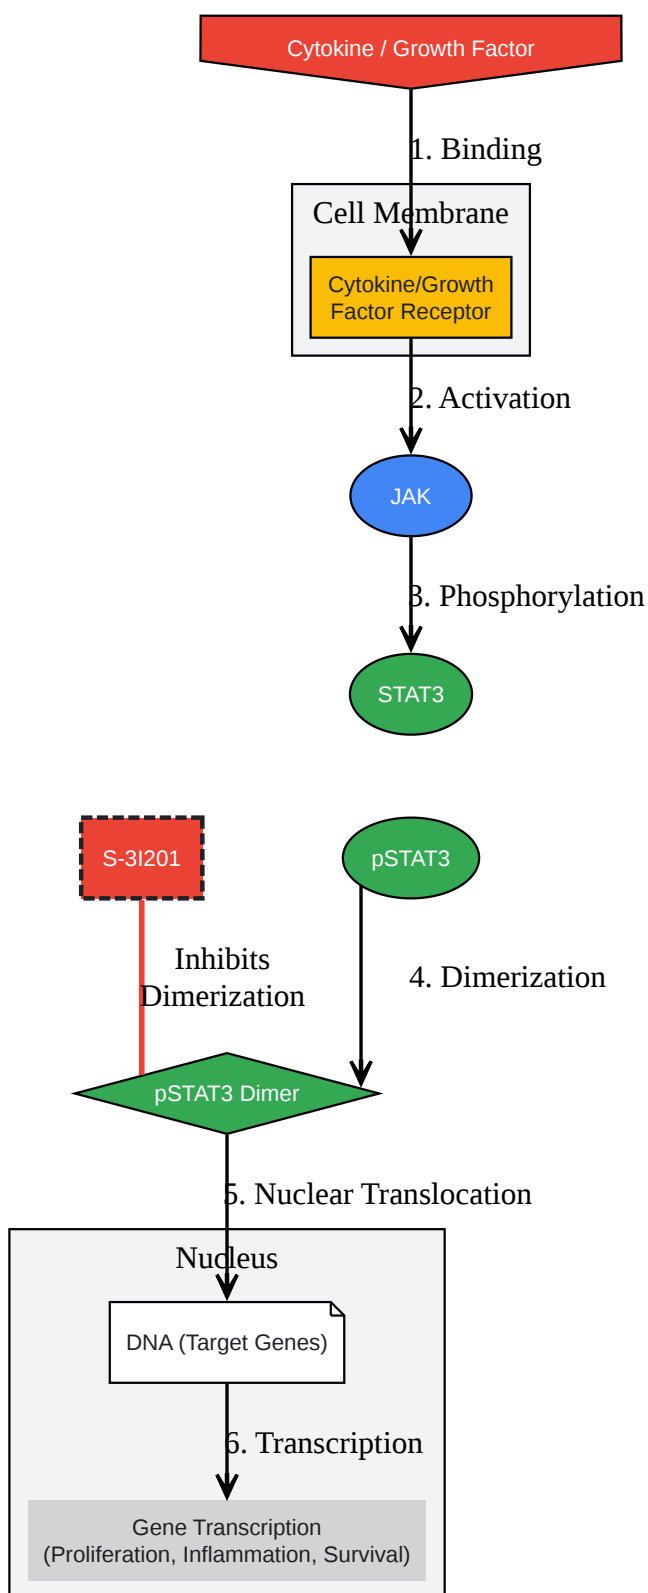 Cytokine / Growth Factor
1. Binding
Cell Membrane
Cytokine/Growth
Factor Receptor
2. Activation
JAK
3. Phosphorylation
STAT3
S-3I201
pSTAT3
Inhibits
Dimerization
4. Dimerization
pSTAT3 Dimer
5. Nuclear Translocation
Nucleus
DNA (Target Genes)
6. Transcription
Gene Transcription
(Proliferation, Inflammation, Survival)